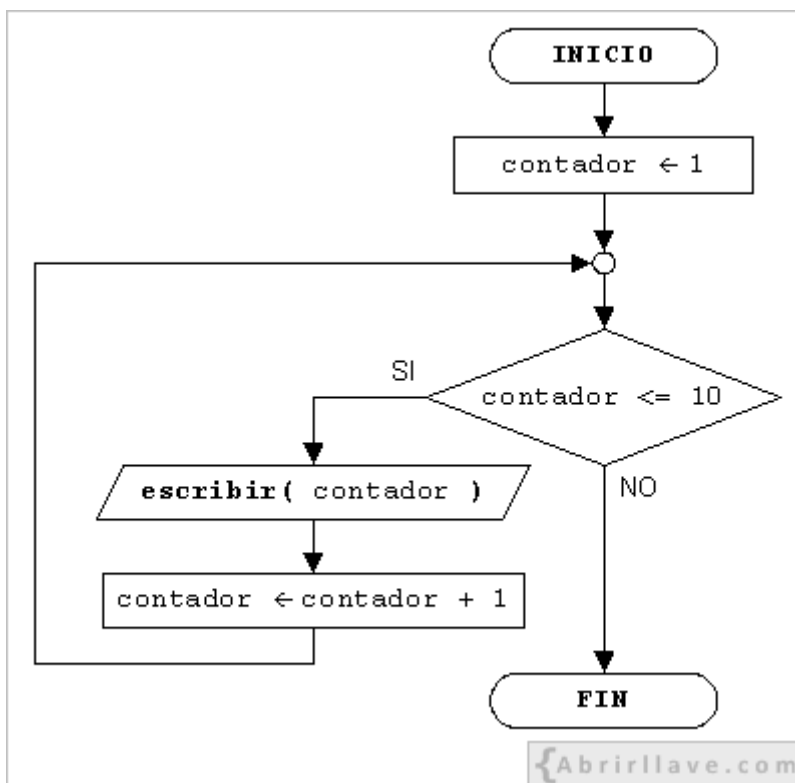 INICIO
contador ← 1
SI
contador <= 10
escribir( contador )
NO
contador ← contador + 1
FIN
{Abrirllave.com